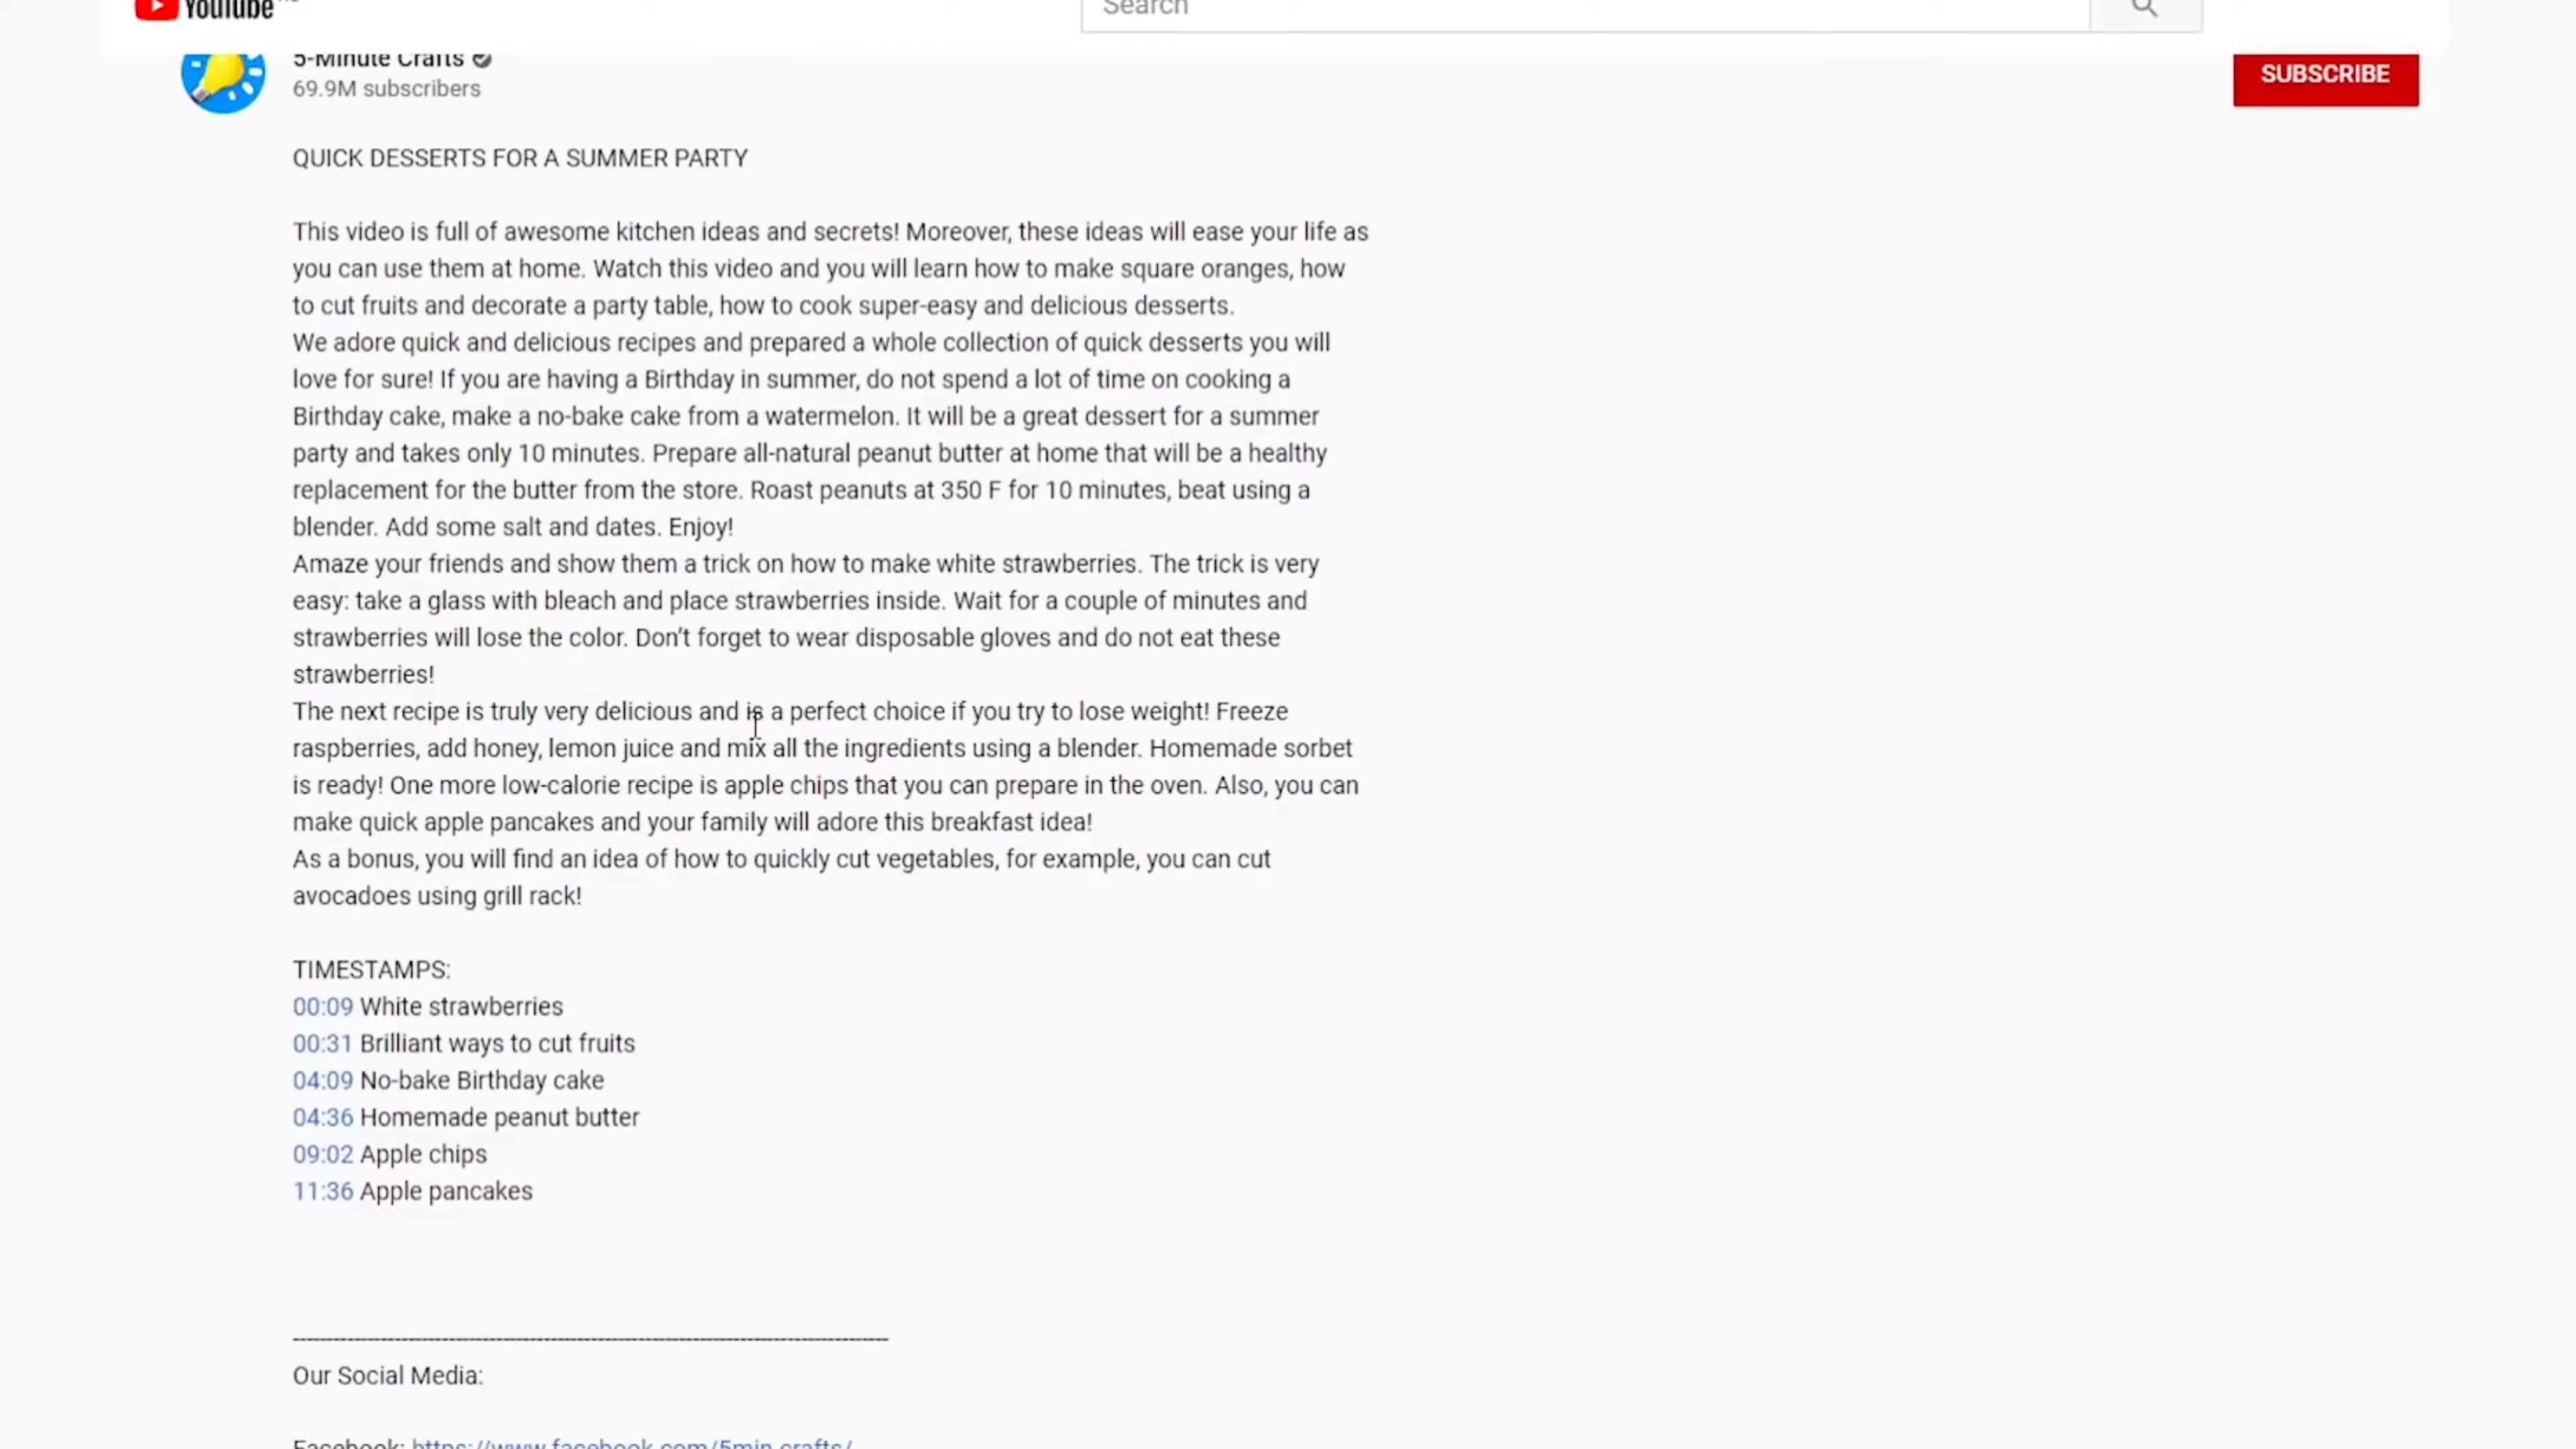 YouTube
Search
5-Minute Crafts
69.9M subscribers
SUBSCRIBE
QUICK DESSERTS FOR A SUMMER PARTY
This video is full of awesome kitchen ideas and secrets! Moreover, these ideas will ease your life as
you can use them at home. Watch this video and you will learn how to make square oranges, how
to cut fruits and decorate a party table, how to cook super-easy and delicious desserts.
We adore quick and delicious recipes and prepared a whole collection of quick desserts you will
love for sure! If you are having a Birthday in summer, do not spend a lot of time on cooking a
Birthday cake, make a no-bake cake from a watermelon. It will be a great dessert for a summer
party and takes only 10 minutes. Prepare all-natural peanut butter at home that will be a healthy
replacement for the butter from the store. Roast peanuts at 350 F for 10 minutes, beat using a
blender. Add some salt and dates. Enjoy!
Amaze your friends and show them a trick on how to make white strawberries. The trick is very
easy: take a glass with bleach and place strawberries inside. Wait for a couple of minutes and
strawberries will lose the color. Don't forget to wear disposable gloves and do not eat these
strawberries!
The next recipe is truly very delicious and is a perfect choice if you try to lose weight! Freeze
raspberries, add honey, lemon juice and mix all the ingredients using a blender. Homemade sorbet
is ready! One more low-calorie recipe is apple chips that you can prepare in the oven. Also, you can
make quick apple pancakes and your family will adore this breakfast idea!
As a bonus, you will find an idea of how to quickly cut vegetables, for example, you can cut
avocadoes using grill rack!
TIMESTAMPS:
00:09 White strawberries
00:31 Brilliant ways to cut fruits
04:09 No-bake Birthday cake
04:36 Homemade peanut butter
09:02 Apple chips
11:36 Apple pancakes
Our Social Media:
Facebook: https://www.facebook.com/5min.crafts/